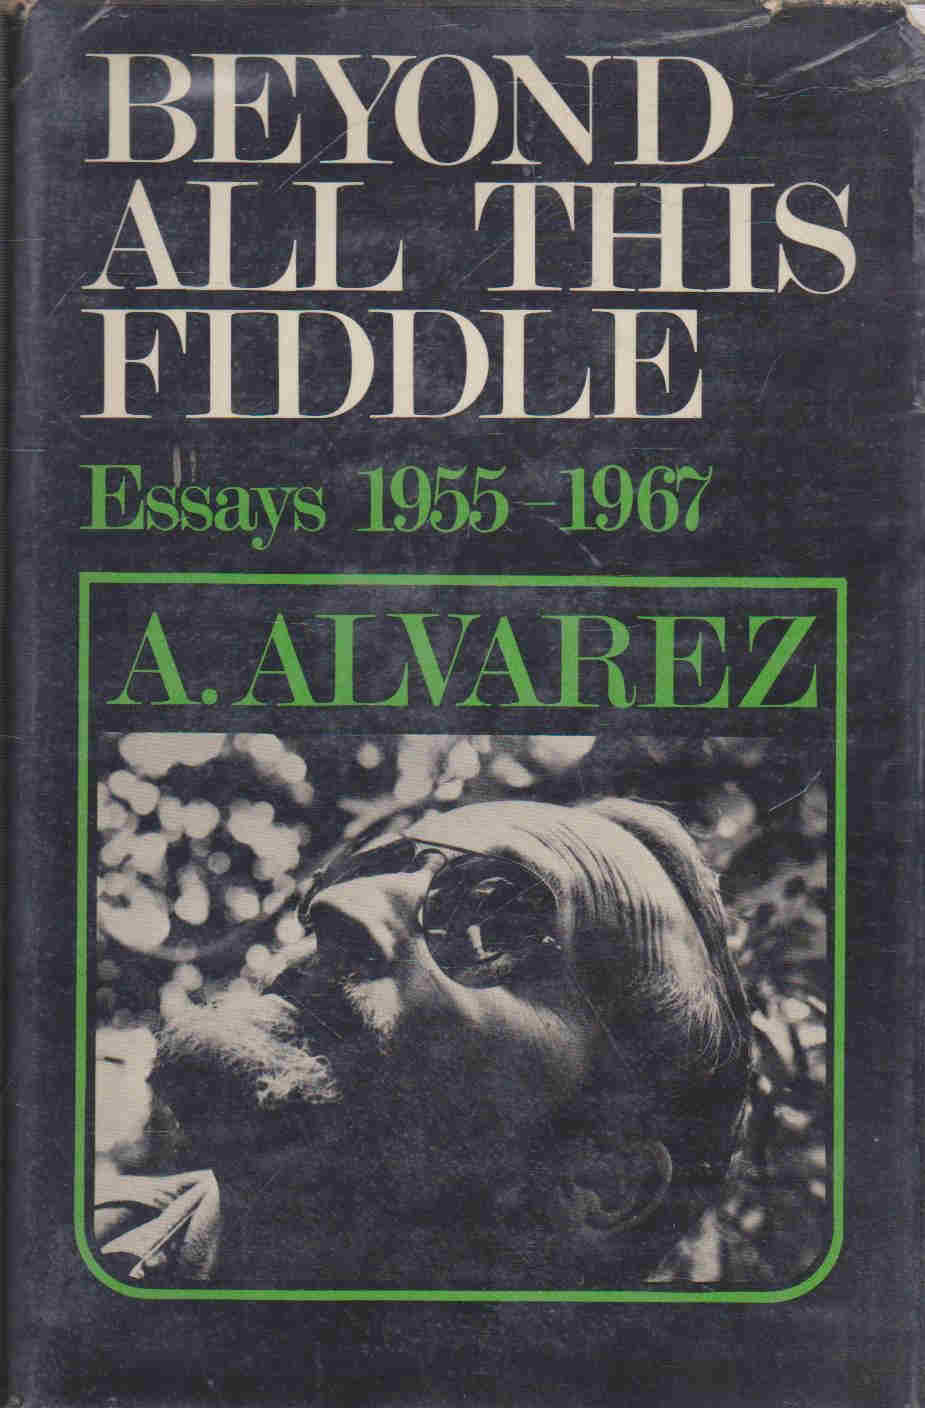 BEYOND
ALL THIS
FIDDLE
Essays 1955-1967
A. ALVAREZ